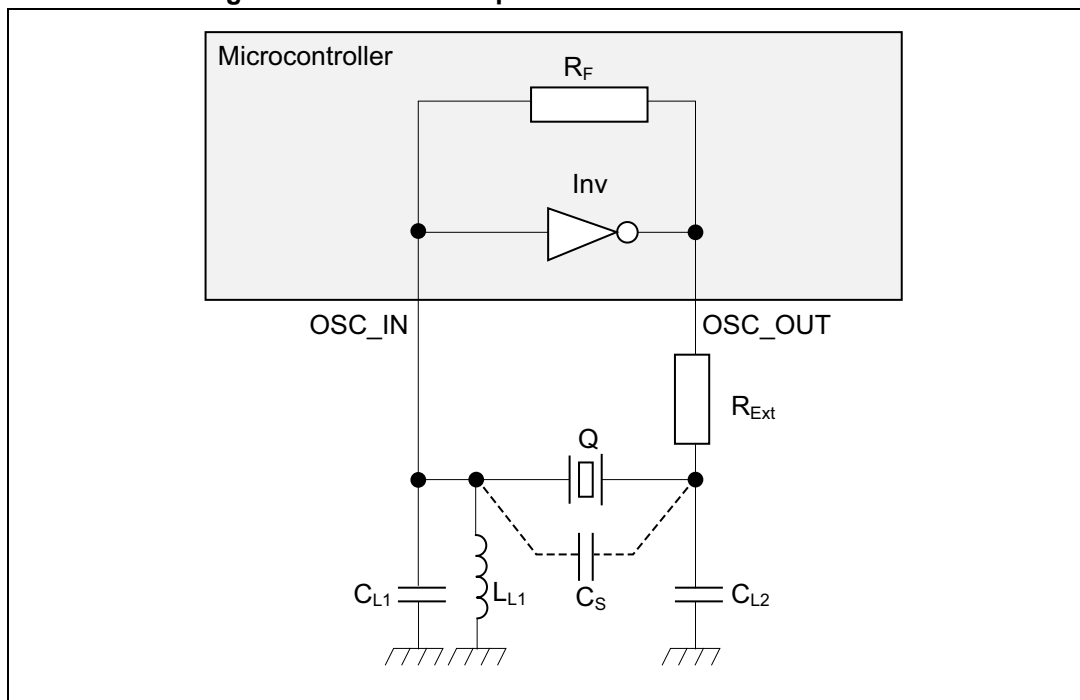 Microcontroller
R_F
Inv
OSC_IN
OSC_OUT
R_Ext
Q
C_L1
L_L1
C_S
C_L2